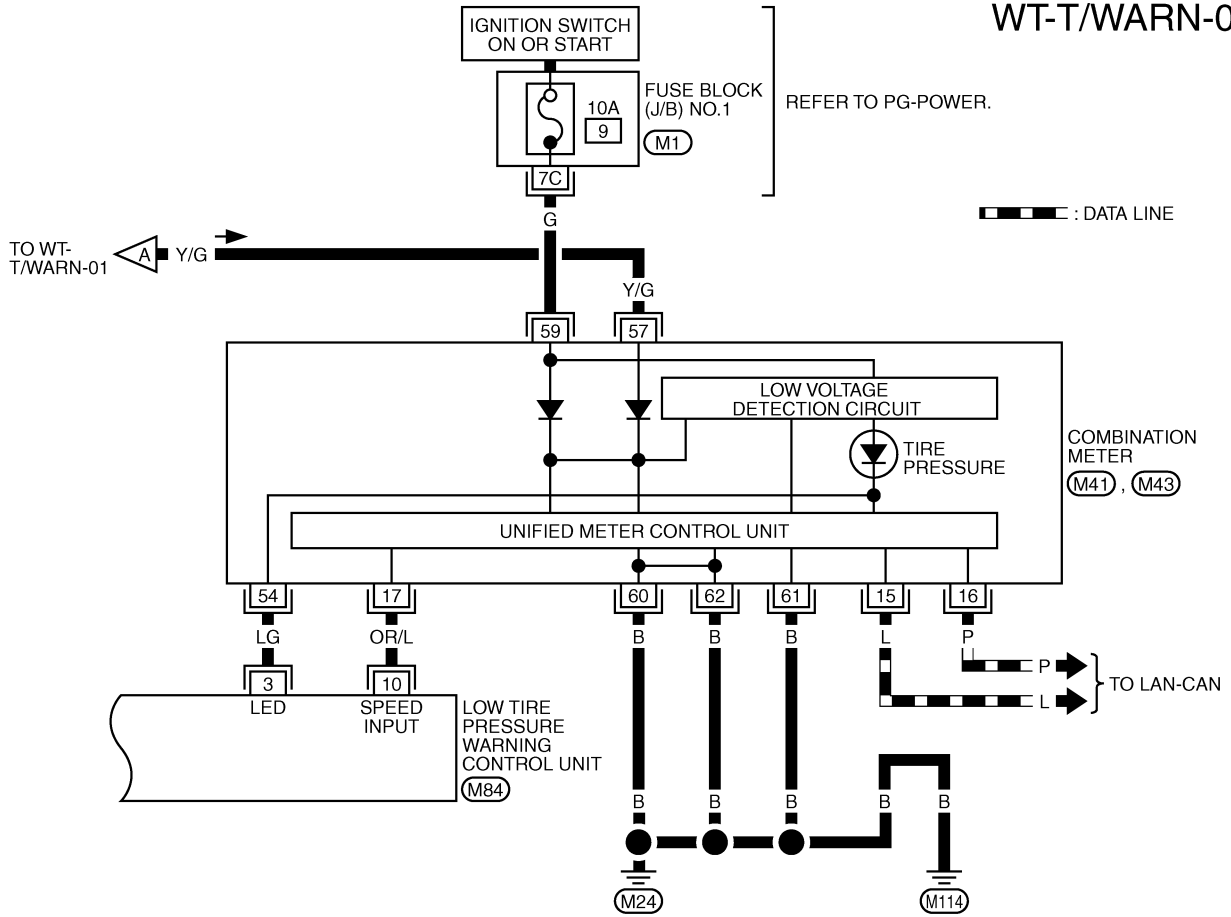 WT-T/WARN-0
IGNITION SWITCH
ON OR START
FUSE BLOCK
(J/B) NO.1
10A
9
M1
REFER TO PG-POWER.
7C
G
: DATA LINE
TO WT-
T/WARN-01
A
Y/G
Y/G
59
57
LOW VOLTAGE
DETECTION CIRCUIT
TIRE
PRESSURE
COMBINATION
METER
M41 , M43
UNIFIED METER CONTROL UNIT
54
17
60
62
61
15
16
LG
OR/L
B
B
B
L
P
P
L
TO LAN-CAN
3
10
LED
SPEED
INPUT
LOW TIRE
PRESSURE
WARNING
CONTROL UNIT
M84
B
B
B
B
B
M24
M114